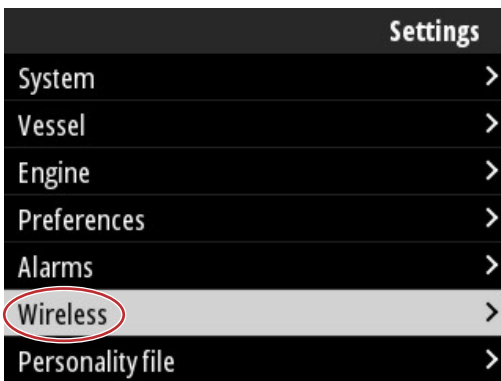 Settings
System
Vessel
Engine
Preferences
Alarms
Wireless
Personality file